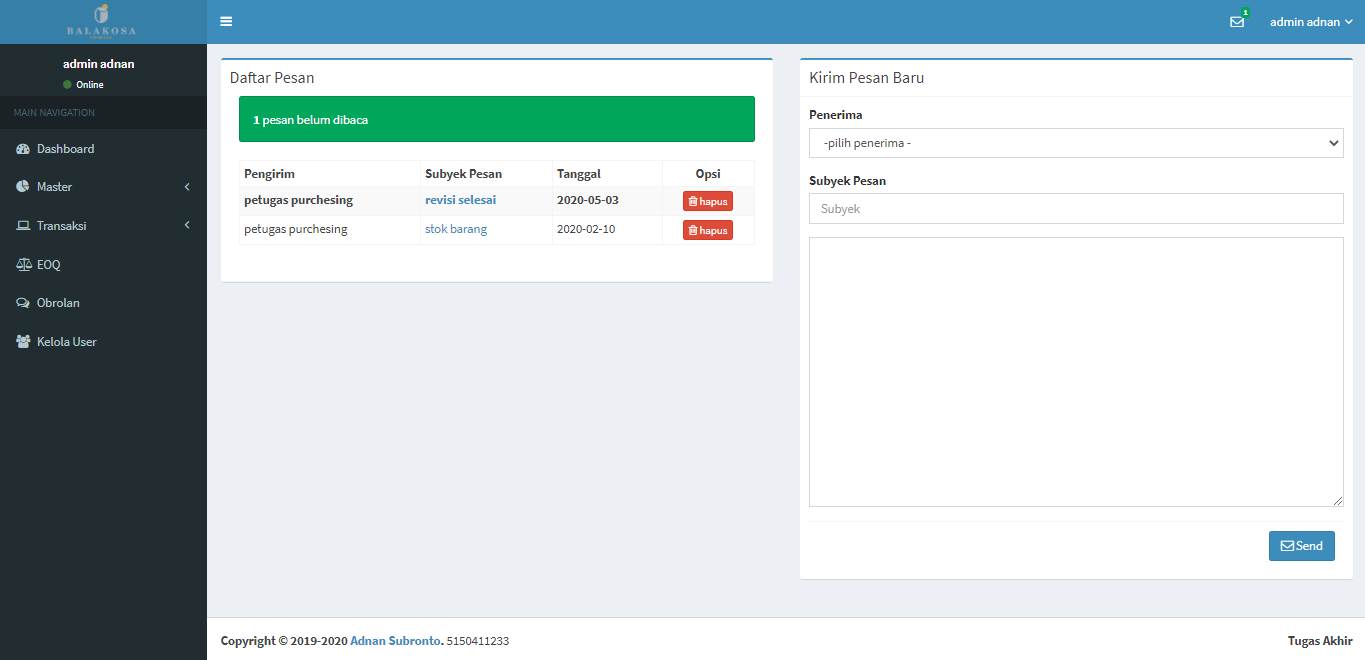 BALAKOSA
1
admin adnan
admin adnan
Online
MAIN NAVIGATION
Dashboard
Master
Transaksi
EOQ
Obrolan
Kelola User
Daftar Pesan
1 pesan belum dibaca
Pengirim Subyek Pesan Tanggal Opsi
petugas purchesing revisi selesai 2020-05-03 hapus
petugas purchesing stok barang 2020-02-10 hapus
Kirim Pesan Baru
Penerima
-pilih penerima -
Subyek Pesan
Subyek
Send
Copyright © 2019-2020 Adnan Subronto. 5150411233
Tugas Akhir